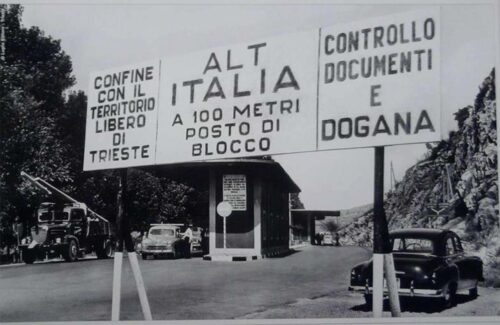 CONFINE
CON IL
TERRITORIO
LIBERO DI
TRIESTE
ALT
ITALIA
A 100 METRI
POSTO DI
BLOCCO
CONTROLLO
DOCUMENTI
E
DOGANA